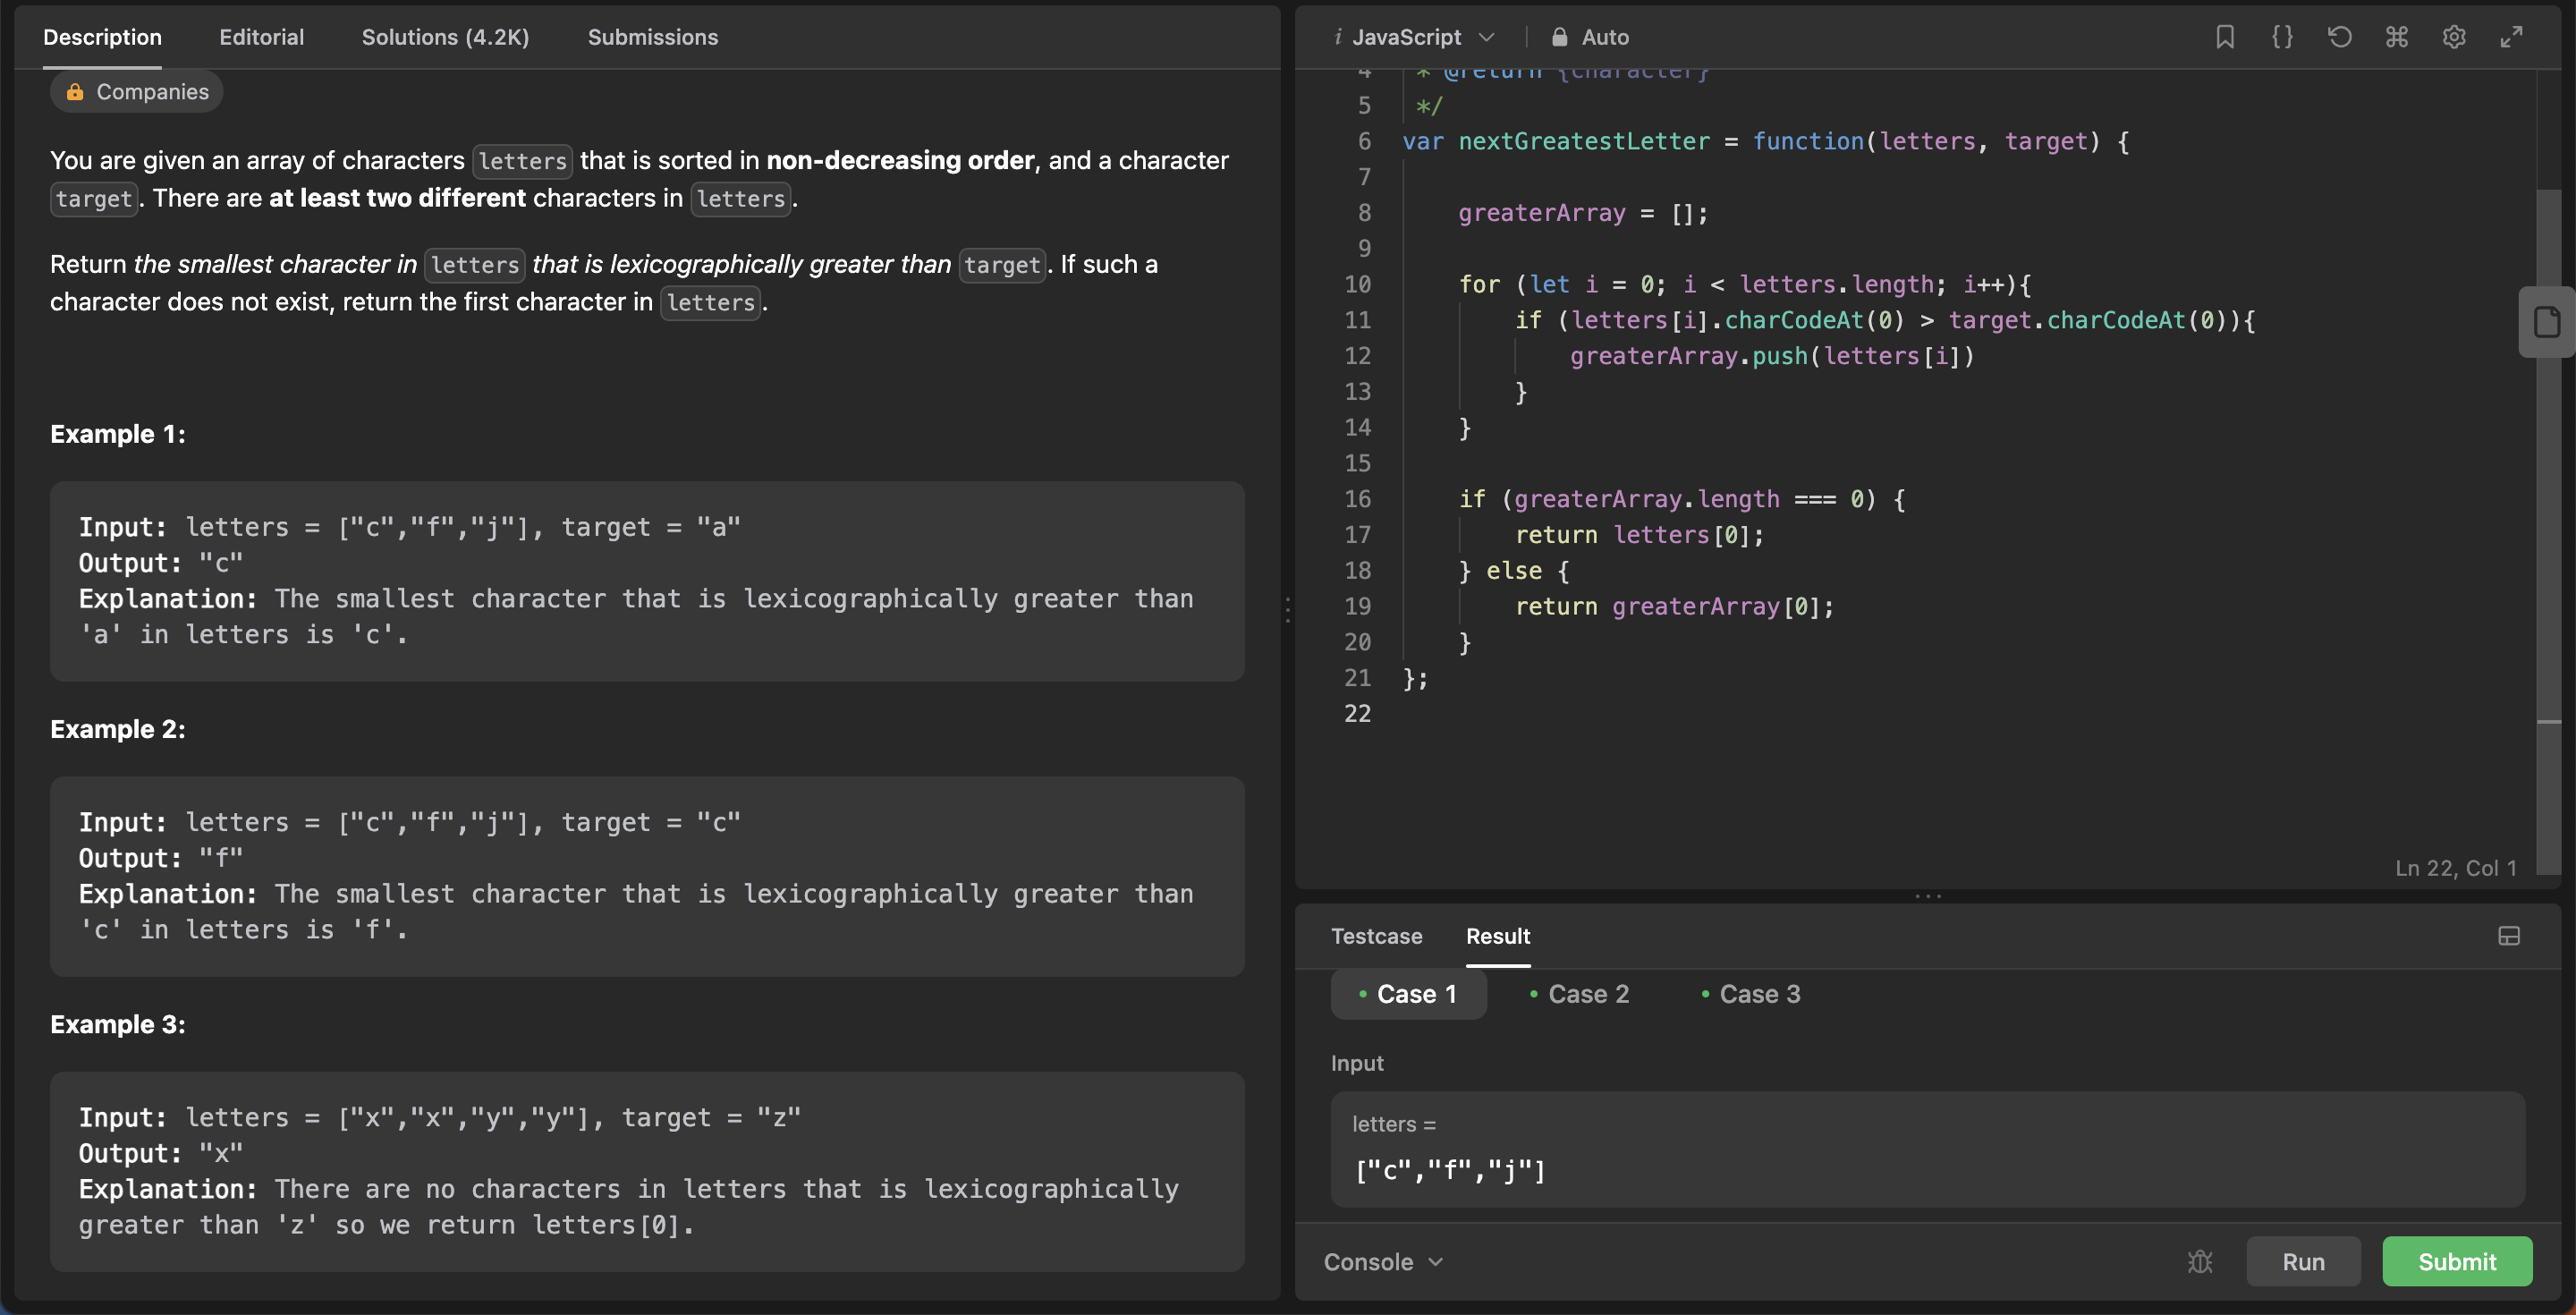 Description Editorial Solutions (4.2K) Submissions
Companies
You are given an array of characters letters that is sorted in non-decreasing order, and a character
target. There are at least two different characters in letters.
Return the smallest character in letters that is lexicographically greater than target. If such a
character does not exist, return the first character in letters.
Example 1:
Input: letters = ["c","f","j"], target = "a"
Output: "c"
Explanation: The smallest character that is lexicographically greater than
'a' in letters is 'c'.
Example 2:
Input: letters = ["c","f","j"], target = "c"
Output: "f"
Explanation: The smallest character that is lexicographically greater than
'c' in letters is 'f'.
Example 3:
Input: letters = ["x","x","y","y"], target = "z"
Output: "x"
Explanation: There are no characters in letters that is lexicographically
greater than 'z' so we return letters[0].
i JavaScript Auto
4 * @return {character}
5 */
6 var nextGreatestLetter = function(letters, target) {
7
8 greaterArray = [];
9
10 for (let i = 0; i < letters.length; i++){
11 if (letters[i].charCodeAt(0) > target.charCodeAt(0)){
12 greaterArray.push(letters[i])
13 }
14 }
15
16 if (greaterArray.length === 0) {
17 return letters[0];
18 } else {
19 return greaterArray[0];
20 }
21 };
22
Ln 22, Col 1
Testcase Result
Case 1 Case 2 Case 3
Input
letters =
["c","f","j"]
Console Run Submit